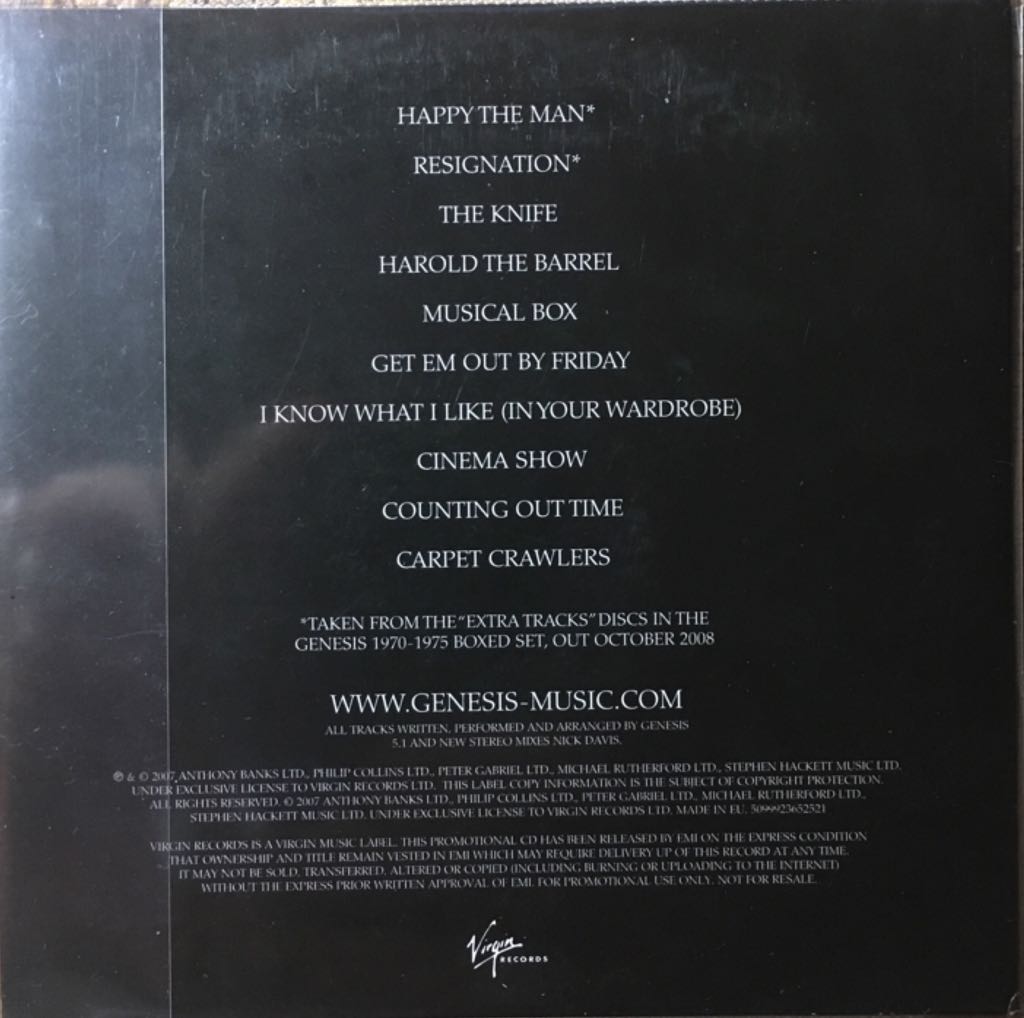 HAPPY THE MAN*
RESIGNATION*
THE KNIFE
HAROLD THE BARREL
MUSICAL BOX
GET EM OUT BY FRIDAY
I KNOW WHAT I LIKE (IN YOUR WARDROBE)
CINEMA SHOW
COUNTING OUT TIME
CARPET CRAWLERS
*TAKEN FROM THE "EXTRA TRACKS" DISCS IN THE
GENESIS 1970-1975 BOXED SET, OUT OCTOBER 2008
WWW.GENESIS-MUSIC.COM
ALL TRACKS WRITTEN, PERFORMED AND ARRANGED BY GENESIS
5.1 AND NEW STEREO MIXES NICK DAVIS.
℗ & © 2007 ANTHONY BANKS LTD., PHILIP COLLINS LTD., PETER GABRIEL LTD., MICHAEL RUTHERFORD LTD., STEPHEN HACKETT MUSIC LTD.
UNDER EXCLUSIVE LICENSE TO VIRGIN RECORDS LTD. THIS LABEL COPY INFORMATION IS THE SUBJECT OF COPYRIGHT PROTECTION.
ALL RIGHTS RESERVED. © 2007 ANTHONY BANKS LTD., PHILIP COLLINS LTD., PETER GABRIEL LTD., MICHAEL RUTHERFORD LTD.,
STEPHEN HACKETT MUSIC LTD. UNDER EXCLUSIVE LICENSE TO VIRGIN RECORDS LTD. MADE IN EU. 5099923652521
VIRGIN RECORDS IS A VIRGIN MUSIC LABEL. THIS PROMOTIONAL CD HAS BEEN RELEASED BY EMI ON THE EXPRESS CONDITION
THAT OWNERSHIP AND TITLE REMAIN VESTED IN EMI WHICH MAY REQUIRE DELIVERY UP OF THIS RECORD AT ANY TIME.
IT MAY NOT BE SOLD, TRANSFERRED, ALTERED OR COPIED (INCLUDING BURNING OR UPLOADING TO THE INTERNET)
WITHOUT THE EXPRESS PRIOR WRITTEN APPROVAL OF EMI. FOR PROMOTIONAL USE ONLY. NOT FOR RESALE.
Virgin
RECORDS